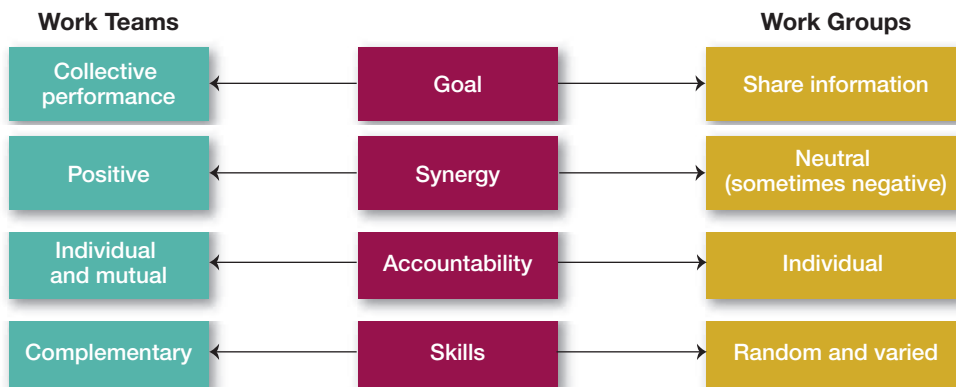 Work Teams
Work Groups
Collective
performance
Goal
Share information
Positive
Synergy
Neutral
(sometimes negative)
Individual
and mutual
Accountability
Individual
Complementary
Skills
Random and varied